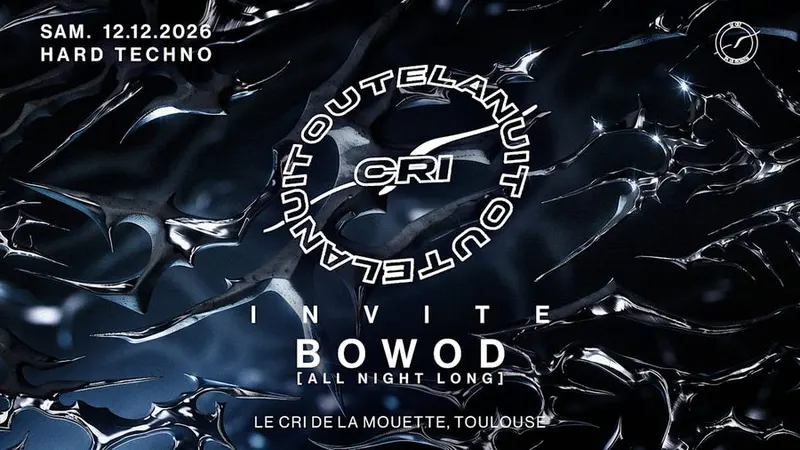 SAM. 12.12.2026
HARD TECHNO
TOUTELANUITOUTELANUI
CRI
INVITE
BOWOD
[ALL NIGHT LONG]
LE CRI DE LA MOUETTE, TOULOUSE